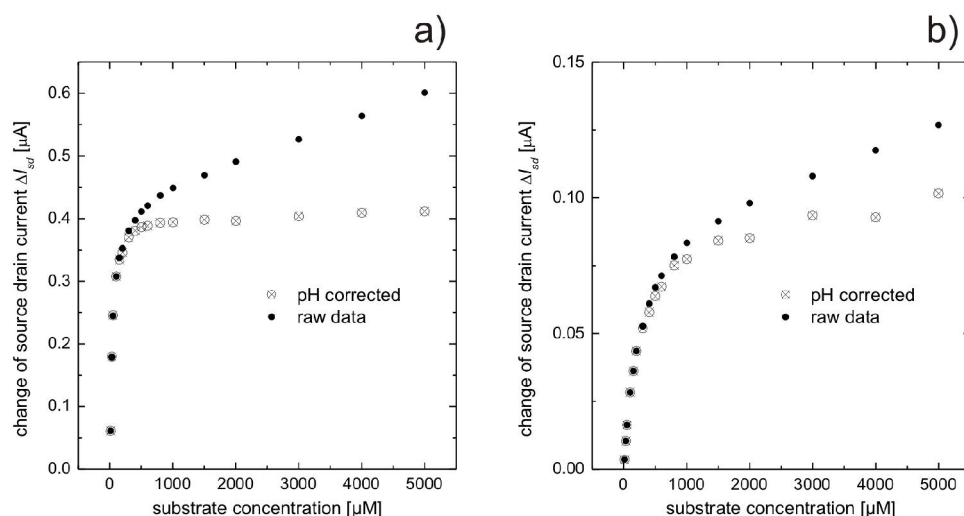 a)
change of source drain current ΔI_sd [µA]
0.6
0.5
0.4
0.3
0.2
0.1
0.0
pH corrected
raw data
0 1000 2000 3000 4000 5000
substrate concentration [µM]
b)
change of source drain current ΔI_sd [µA]
0.15
0.10
0.05
0.00
pH corrected
raw data
0 1000 2000 3000 4000 5000
substrate concentration [µM]